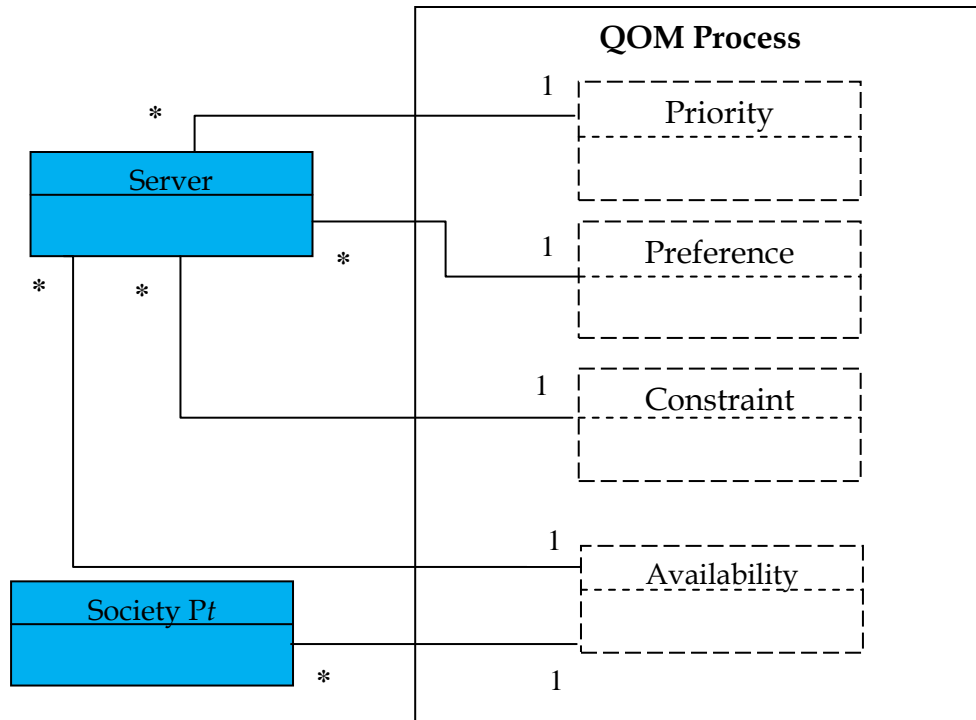 QOM Process
1
Priority
*
Server
1
Preference
*
*
*
1
Constraint
1
Availability
Society Pt
*
1